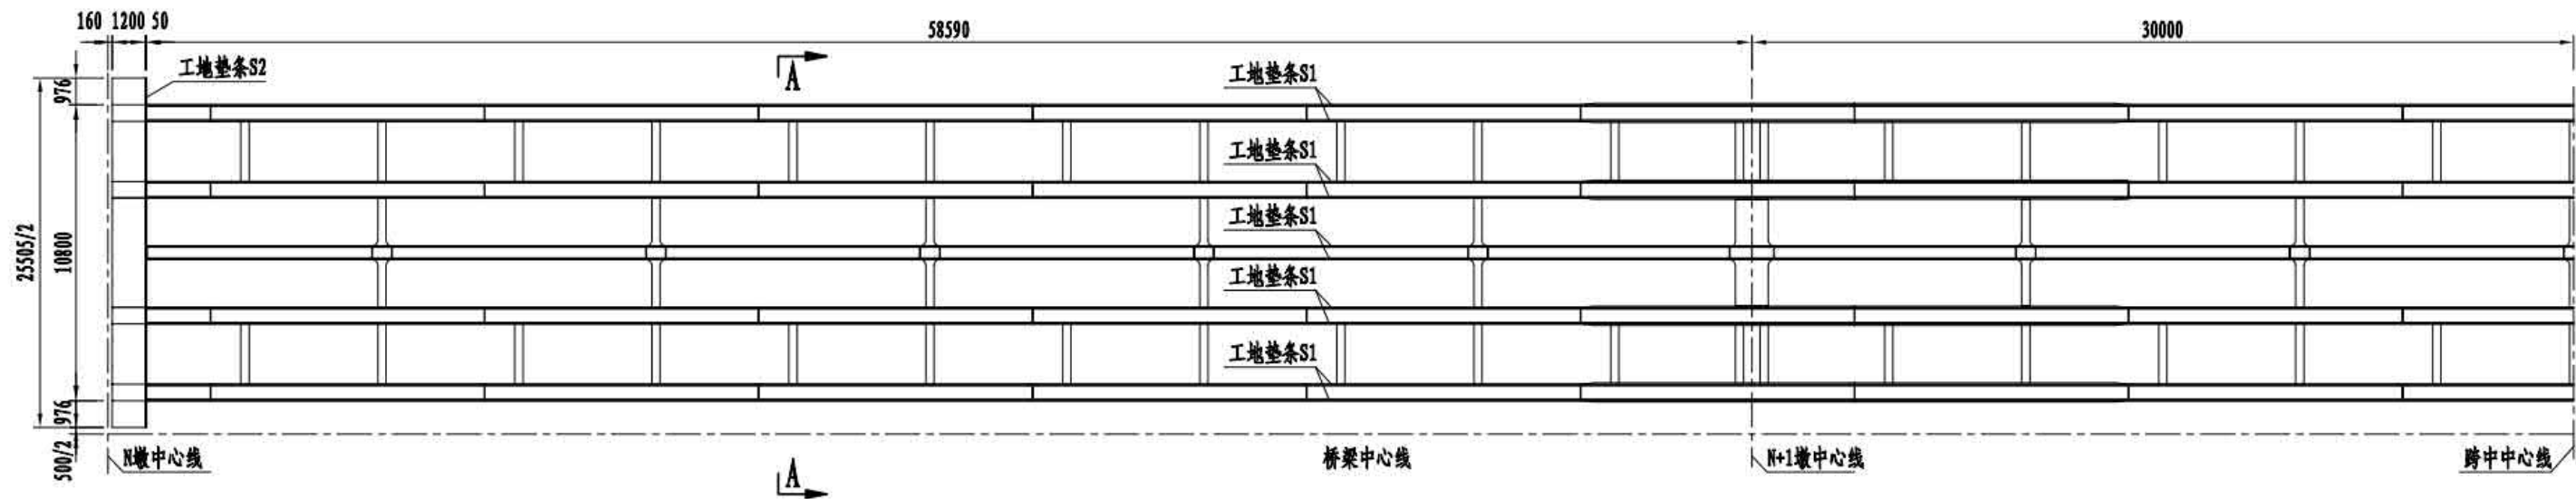 160 1200 50
58590
30000
工地垫条S2
A
工地垫条S1
976
工地垫条S1
25505/2
10800
工地垫条S1
工地垫条S1
工地垫条S1
976
500/2
N墩中心线
A
桥梁中心线
N+1墩中心线
跨中中心线